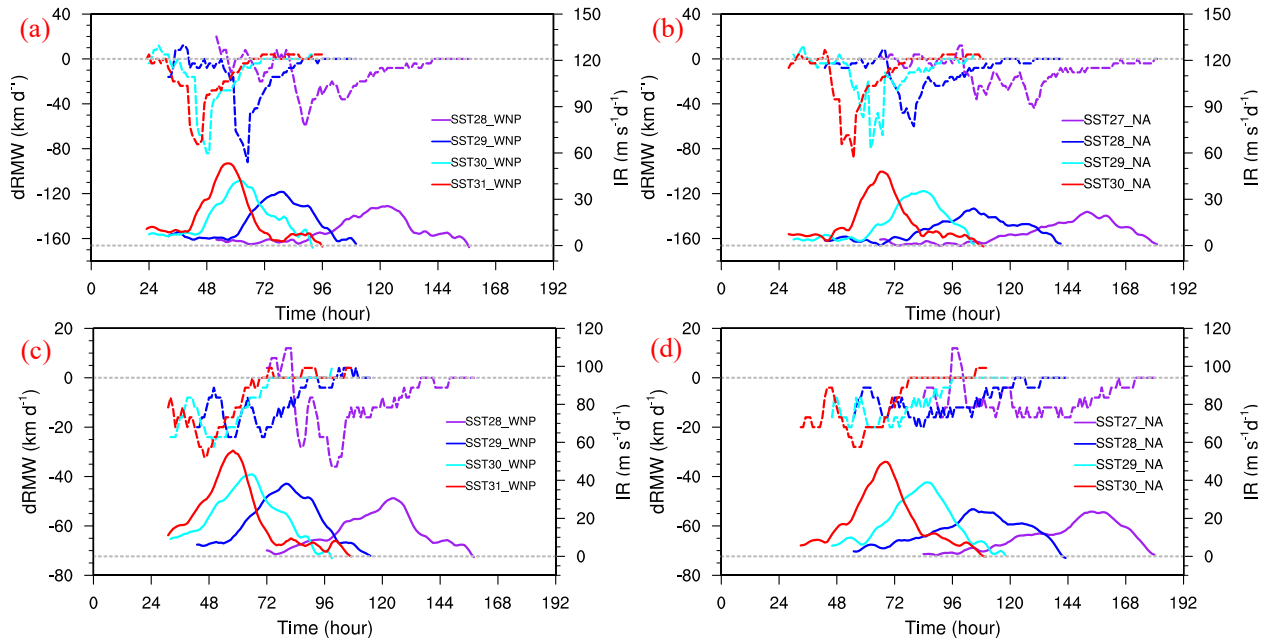 (a)
40
0
-40
-80
-120
-160
dRMW (km d⁻¹)
150
120
90
60
30
0
IR (m s⁻¹d⁻¹)
SST28_WNP
SST29_WNP
SST30_WNP
SST31_WNP
0 24 48 72 96 120 144 168 192
Time (hour)
(b)
40
0
-40
-80
-120
-160
dRMW (km d⁻¹)
150
120
90
60
30
0
IR (m s⁻¹d⁻¹)
SST27_NA
SST28_NA
SST29_NA
SST30_NA
0 24 48 72 96 120 144 168 192
Time (hour)
(c)
20
0
-20
-40
-60
-80
dRMW (km d⁻¹)
120
100
80
60
40
20
0
IR (m s⁻¹d⁻¹)
SST28_WNP
SST29_WNP
SST30_WNP
SST31_WNP
0 24 48 72 96 120 144 168 192
Time (hour)
(d)
20
0
-20
-40
-60
-80
dRMW (km d⁻¹)
120
100
80
60
40
20
0
IR (m s⁻¹d⁻¹)
SST27_NA
SST28_NA
SST29_NA
SST30_NA
0 24 48 72 96 120 144 168 192
Time (hour)